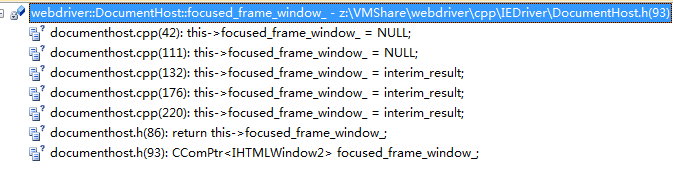 webdriver::DocumentHost::focused_frame_window_ - z:\VMShare\webdriver\cpp\IEDriver\DocumentHost.h(93)
documenthost.cpp(42): this->focused_frame_window_ = NULL;
documenthost.cpp(111): this->focused_frame_window_ = NULL;
documenthost.cpp(132): this->focused_frame_window_ = interim_result;
documenthost.cpp(176): this->focused_frame_window_ = interim_result;
documenthost.cpp(220): this->focused_frame_window_ = interim_result;
documenthost.h(86): return this->focused_frame_window_;
documenthost.h(93): CComPtr<IHTMLWindow2> focused_frame_window_;